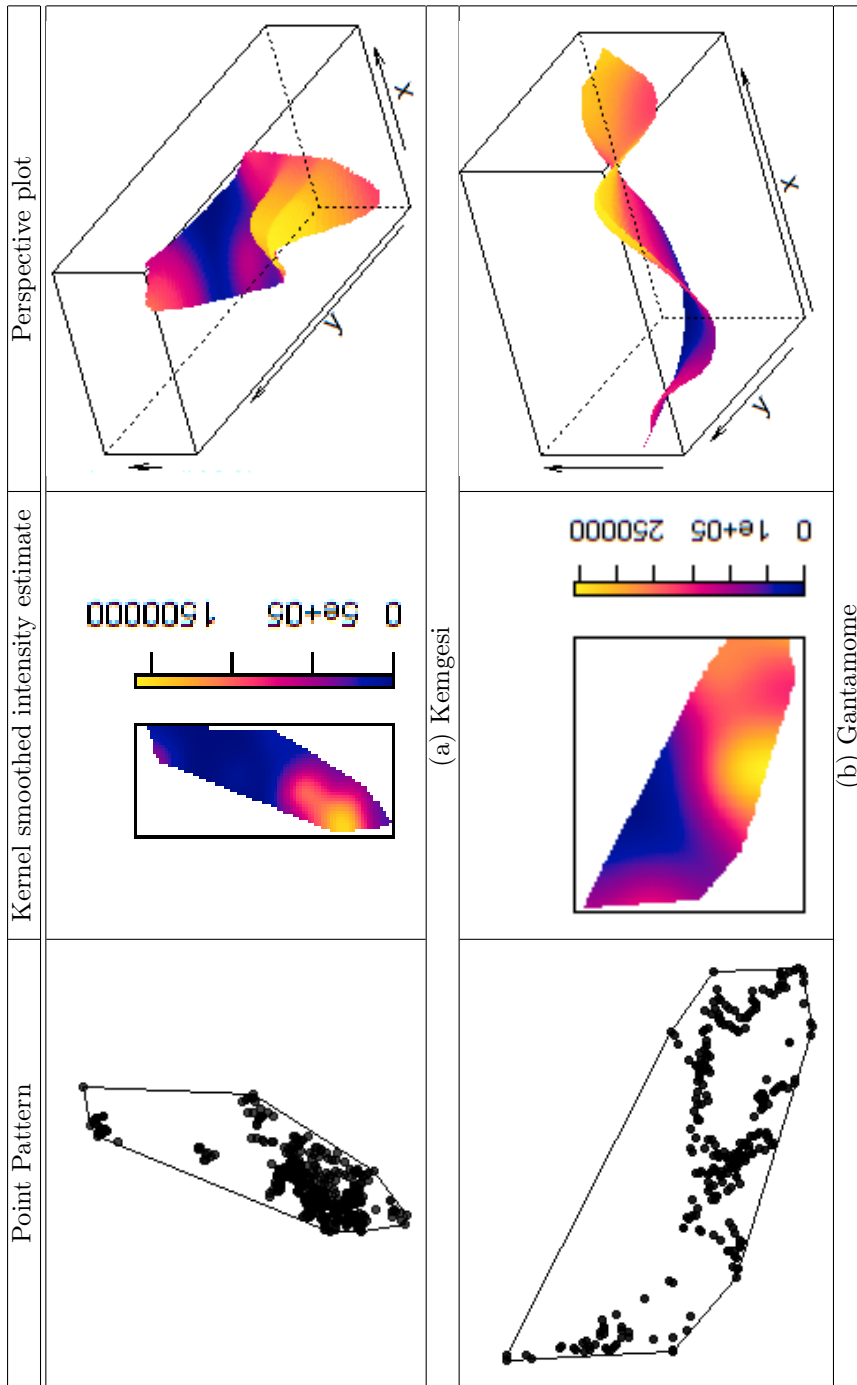 Point Pattern
Kernel smoothed intensity estimate
Perspective plot
0 5e+05 1500000
x
y
(a) Kemgesi
0 1e+05 250000
x
y
(b) Gantamome